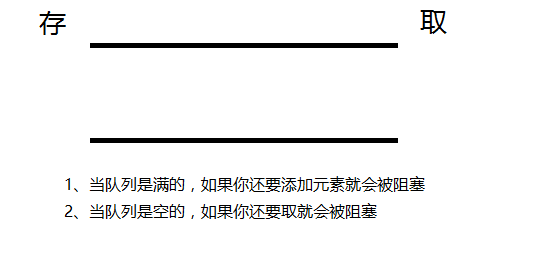 存
取
1、当队列是满的，如果你还要添加元素就会被阻塞
2、当队列是空的，如果你还要取就会被阻塞